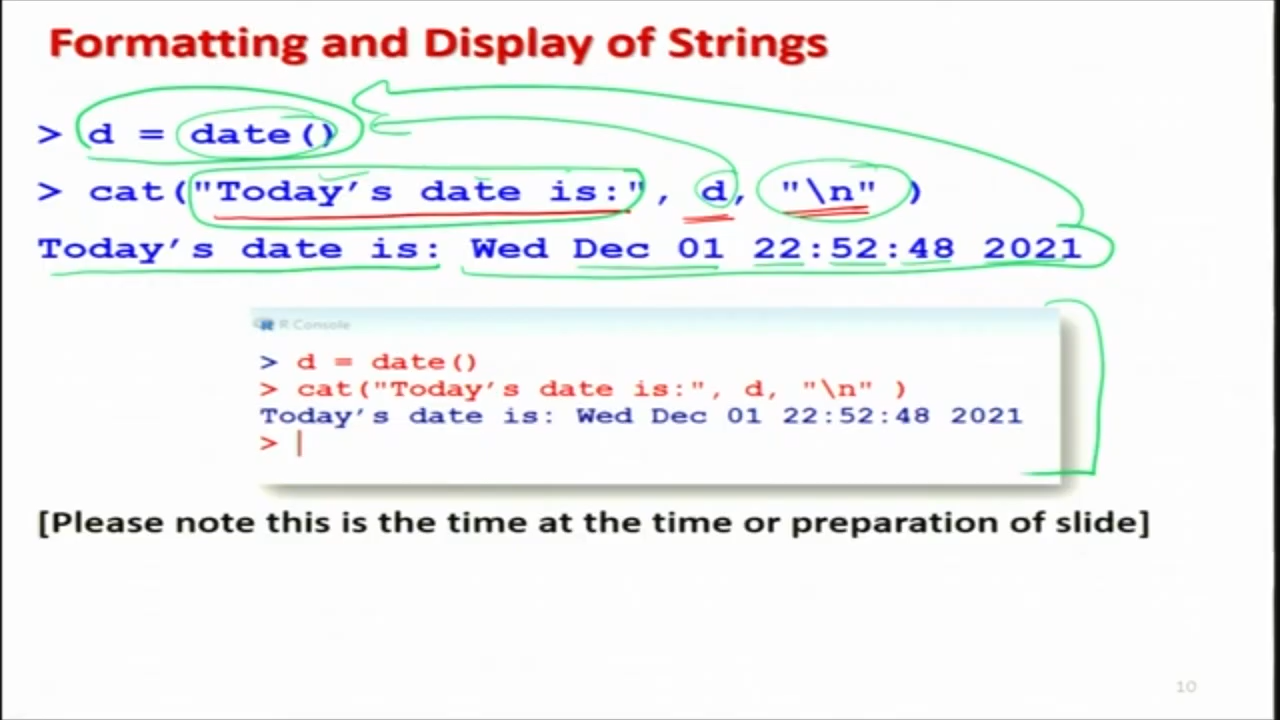 Formatting and Display of Strings
> d = date()
> cat("Today’s date is:", d, "\n" )
Today’s date is: Wed Dec 01 22:52:48 2021
R Console
> d = date()
> cat("Today’s date is:", d, "\n" )
Today’s date is: Wed Dec 01 22:52:48 2021
>
[Please note this is the time at the time or preparation of slide]
10